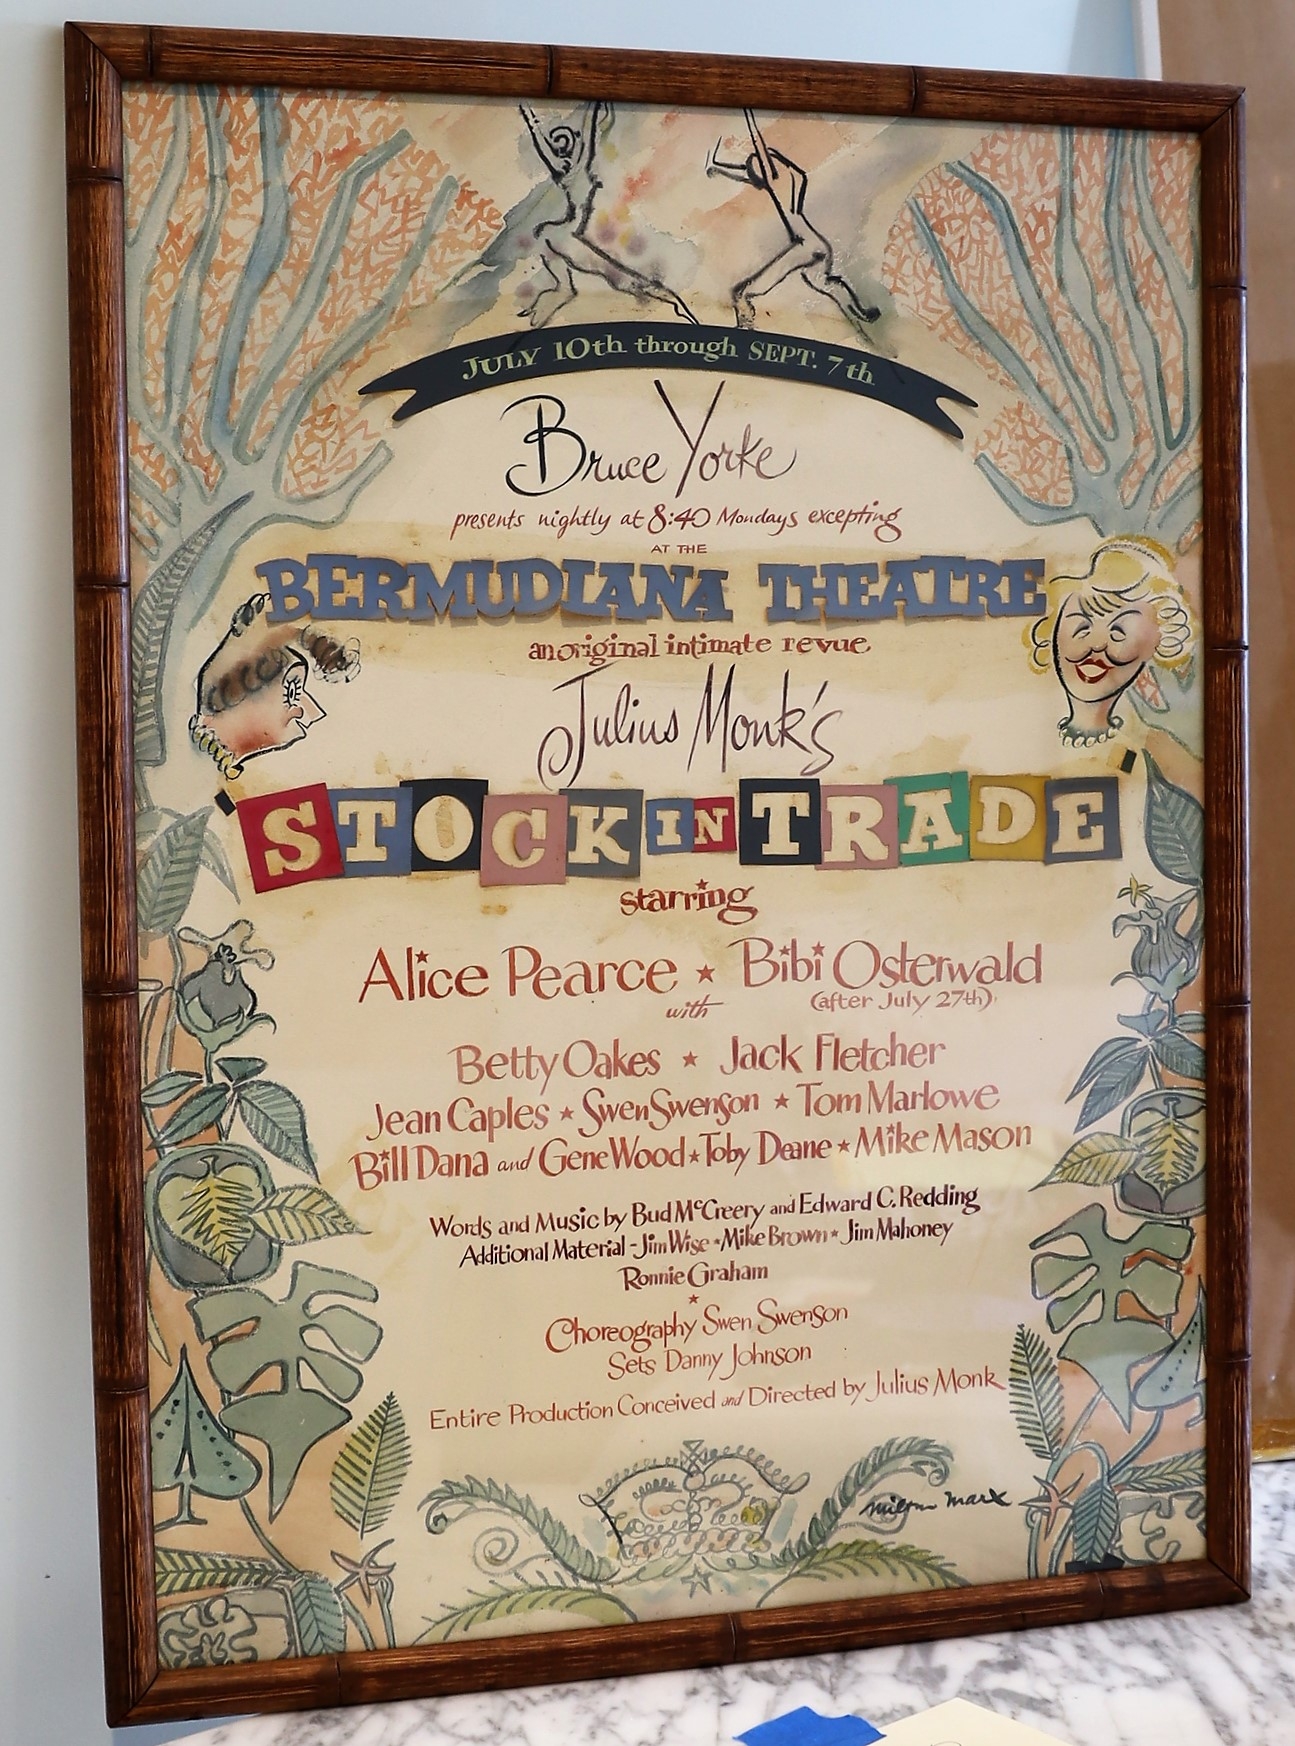 JULY 10th through SEPT. 7th
Bruce Yorke
presents nightly at 8:40 Mondays excepting
AT THE
BERMUDIANA THEATRE
an original intimate revue
Julius Monk's
STOCK IN TRADE
starring
Alice Pearce ★ Bibi Osterwald
with (after July 27th)
Betty Oakes ★ Jack Fletcher
Jean Caples ★ Swen Swenson ★ Tom Marlowe
Bill Dana and Gene Wood ★ Toby Deane ★ Mike Mason
Words and Music by Bud McCreery and Edward C. Redding
Additional Material - Jim Wise ★ Mike Brown ★ Jim Mahoney
Ronnie Graham
★
Choreography Swen Swenson
Sets Danny Johnson
Entire Production Conceived and Directed by Julius Monk
milton marx